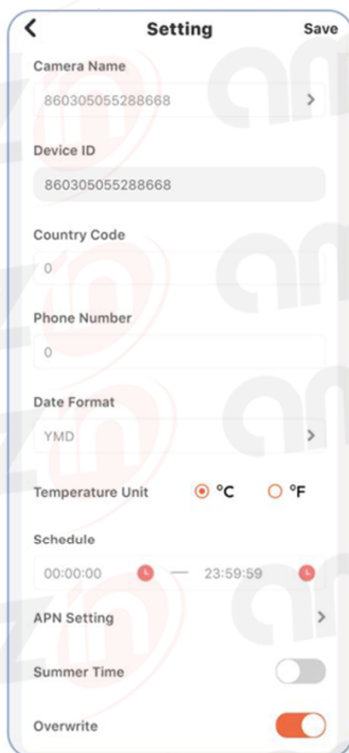 Setting Save
Camera Name
860305055288668
Device ID
860305055288668
Country Code
0
Phone Number
0
Date Format
YMD
Temperature Unit °C °F
Schedule
00:00:00 — 23:59:59
APN Setting
Summer Time
Overwrite